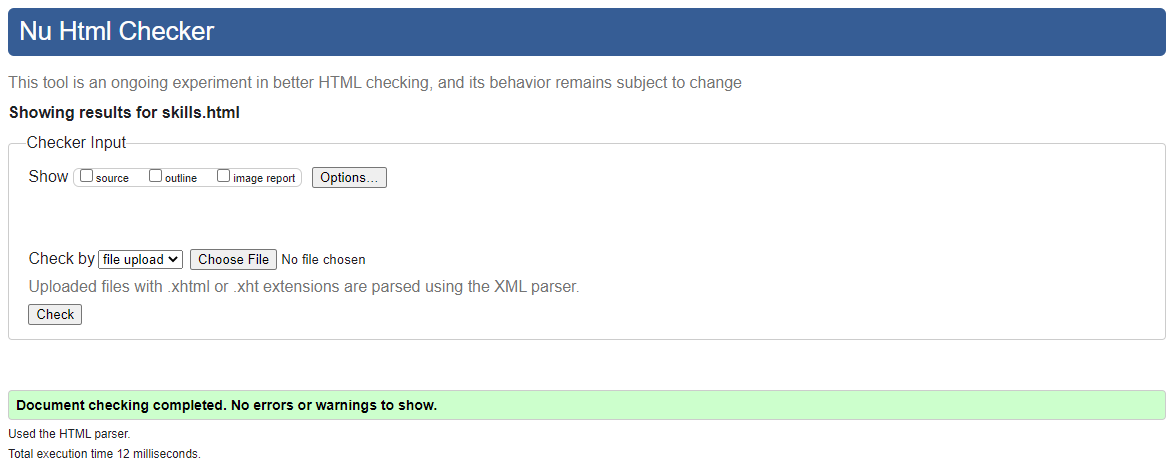 Nu Html Checker
This tool is an ongoing experiment in better HTML checking, and its behavior remains subject to change
Showing results for skills.html
Checker Input
Show source outline image report Options...
Check by file upload Choose File No file chosen
Uploaded files with .xhtml or .xht extensions are parsed using the XML parser.
Check
Document checking completed. No errors or warnings to show.
Used the HTML parser.
Total execution time 12 milliseconds.